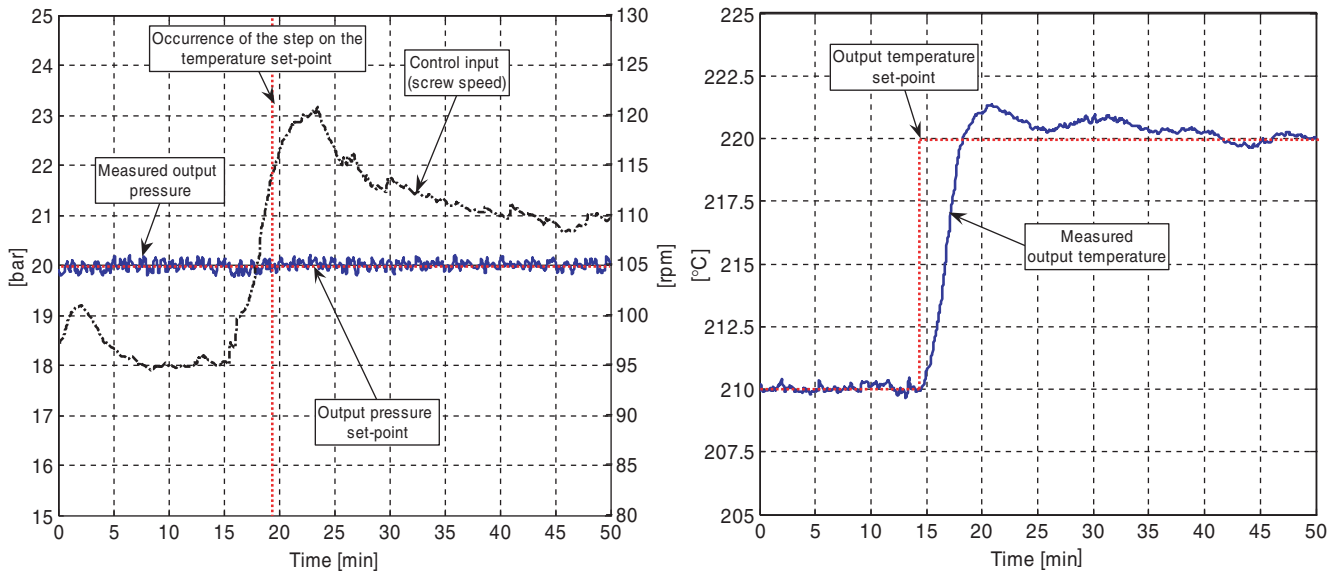 25
24
23
22
21
20
19
18
17
16
15
[bar]
130
125
120
115
110
105
100
95
90
85
80
[rpm]
0 5 10 15 20 25 30 35 40 45 50
Time [min]
Occurrence of the step on the
temperature set-point
Control input
(screw speed)
Measured output
pressure
Output pressure
set-point
225
222.5
220
217.5
215
212.5
210
207.5
205
[°C]
0 5 10 15 20 25 30 35 40 45 50
Time [min]
Output temperature
set-point
Measured
output temperature